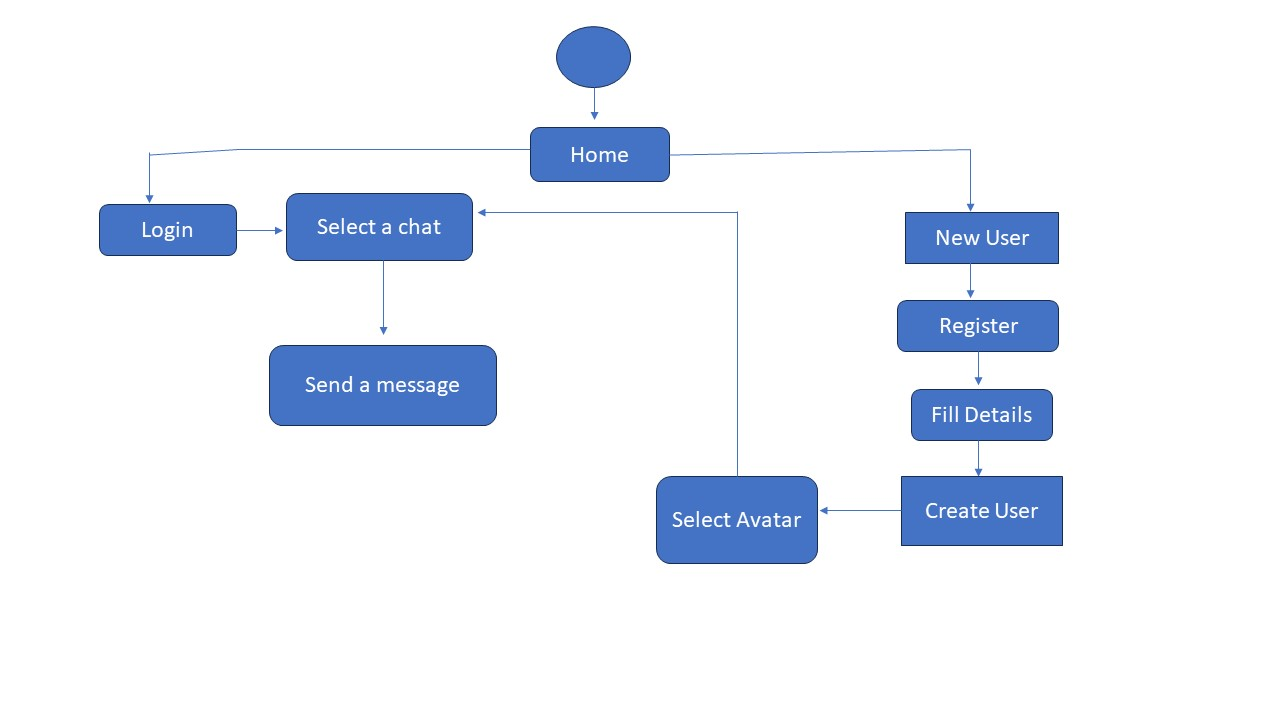 Home
Login
Select a chat
New User
Register
Send a message
Fill Details
Select Avatar
Create User